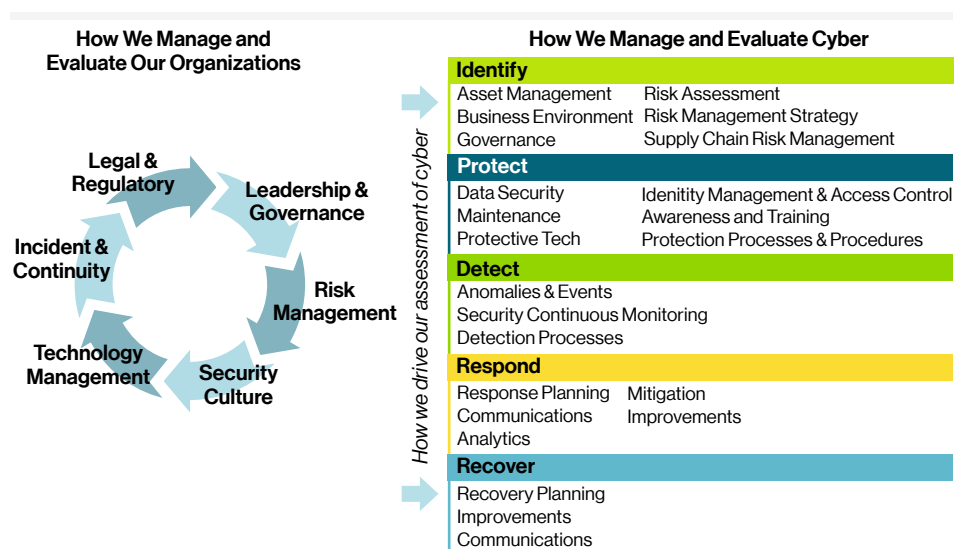 How We Manage and
Evaluate Our Organizations
Legal &
Regulatory
Leadership &
Governance
Risk
Management
Security
Culture
Technology
Management
Incident &
Continuity
How we drive our assessment of cyber
How We Manage and Evaluate Cyber
Identify
Asset Management
Business Environment
Governance
Risk Assessment
Risk Management Strategy
Supply Chain Risk Management
Protect
Data Security
Maintenance
Protective Tech
Idenitity Management & Access Control
Awareness and Training
Protection Processes & Procedures
Detect
Anomalies & Events
Security Continuous Monitoring
Detection Processes
Respond
Response Planning
Communications
Analytics
Mitigation
Improvements
Recover
Recovery Planning
Improvements
Communications